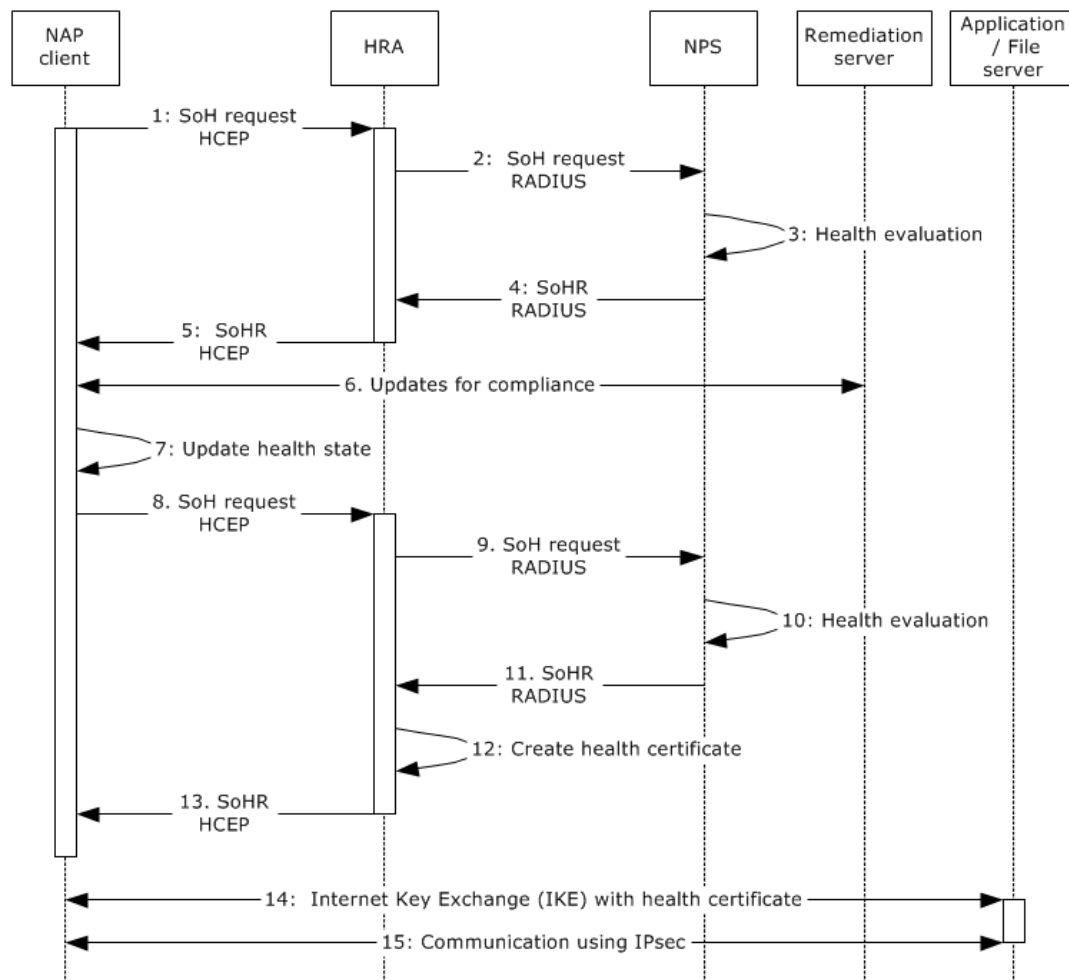 NAP
client
HRA
NPS
Remediation
server
Application
/ File
server
1: SoH request
HCEP
2:  SoH request
RADIUS
3: Health evaluation
4: SoHR
RADIUS
5:  SoHR
HCEP
6. Updates for compliance
7: Update health state
8. SoH request
HCEP
9. SoH request
RADIUS
10: Health evaluation
11. SoHR
RADIUS
12: Create health certificate
13. SoHR
HCEP
14:  Internet Key Exchange (IKE) with health certificate
15: Communication using IPsec